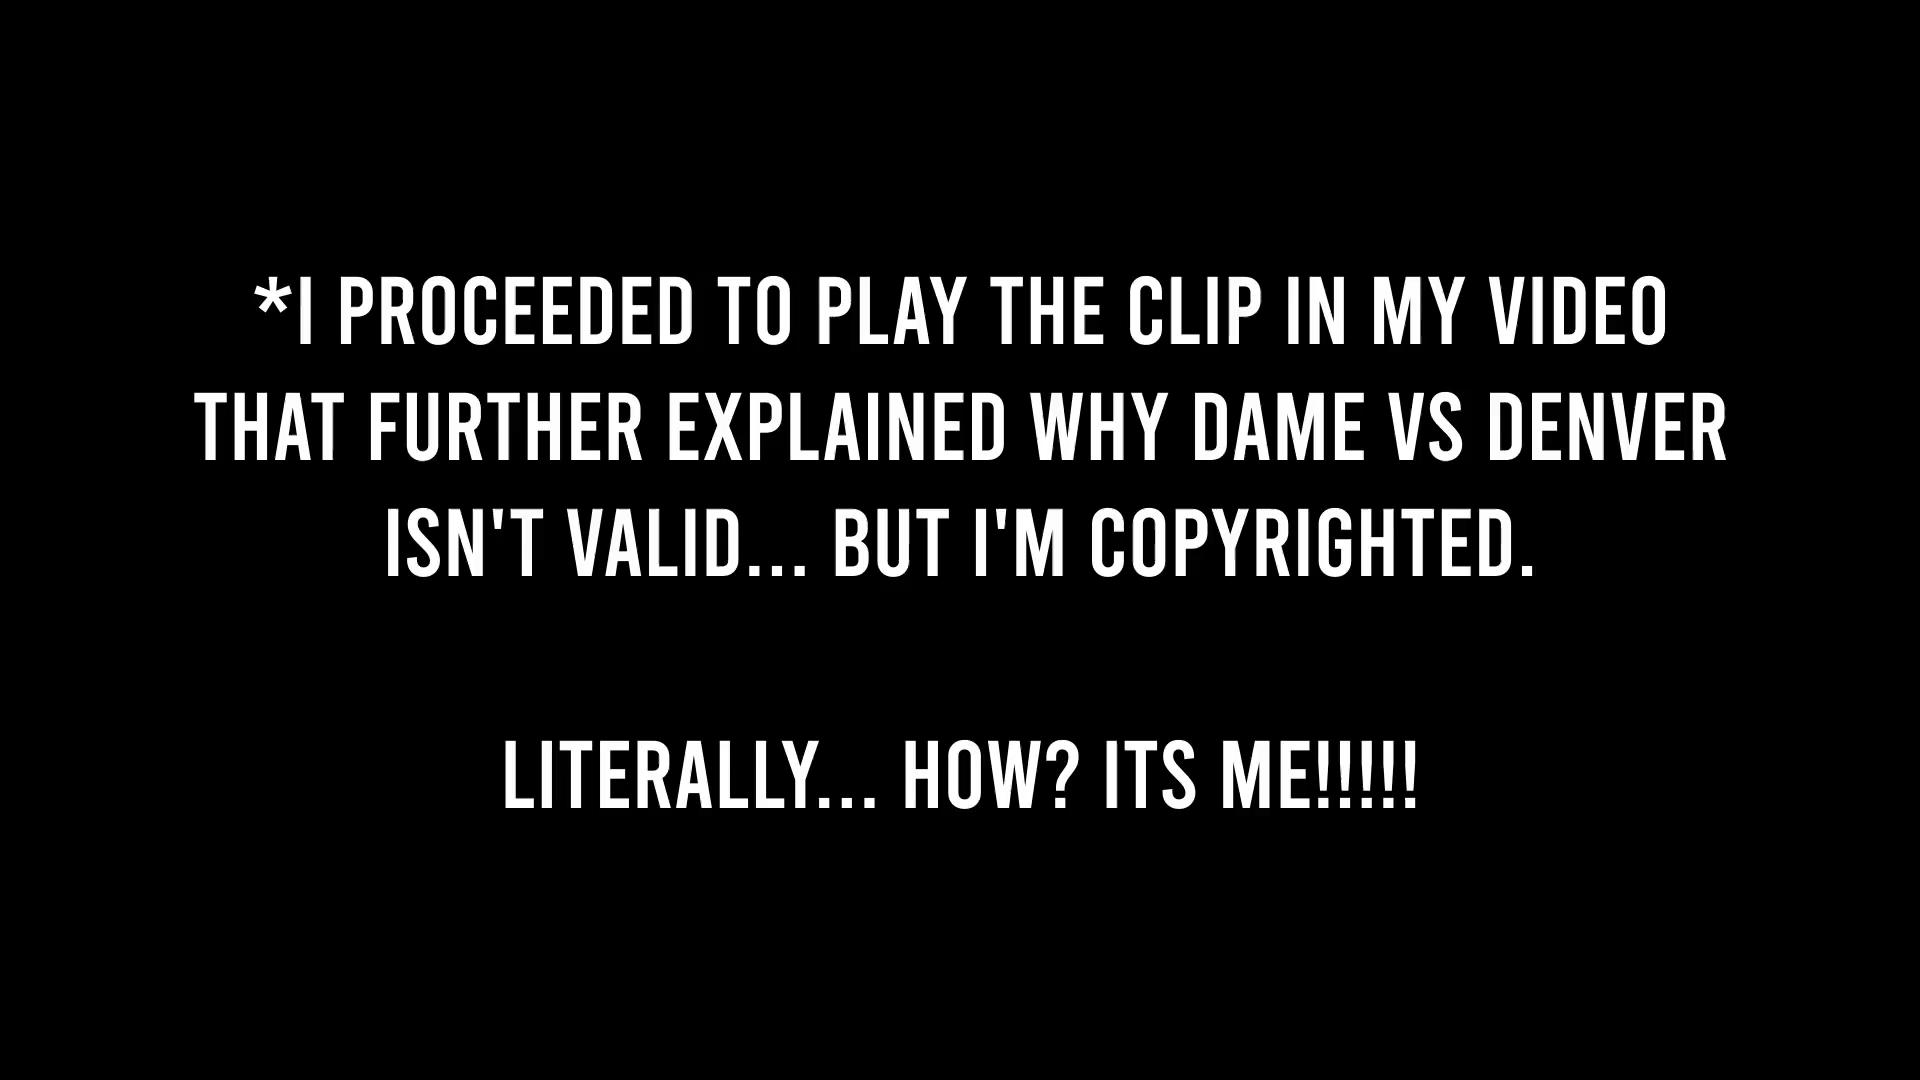 *I PROCEEDED TO PLAY THE CLIP IN MY VIDEO
THAT FURTHER EXPLAINED WHY DAME VS DENVER
ISN'T VALID... BUT I'M COPYRIGHTED.
LITERALLY... HOW? ITS ME!!!!!